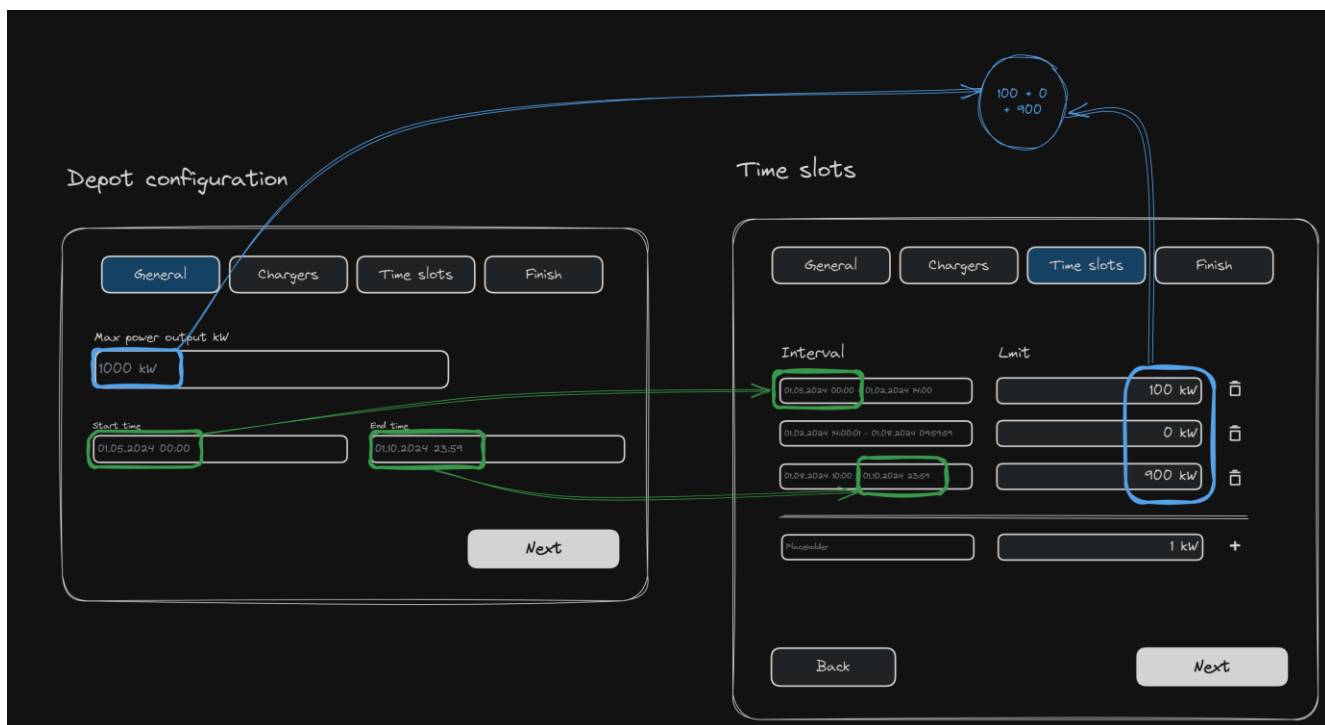 100 + 0
+ 900
Depot configuration
General
Chargers
Time slots
Finish
Max power output kW
1000 kW
Start time
End time
01.05.2024 00:00
01.10.2024 23:59
Next
Time slots
General
Chargers
Time slots
Finish
Interval
Lmit
01.05.2024 00:00 01.02.2024 14:00
100 kW
01.02.2024 14:00:01 - 01.08.2024 09:59:59
0 kW
01.08.2024 10:00 01.10.2024 23:59
900 kW
Placeholder
1 kW
Back
Next